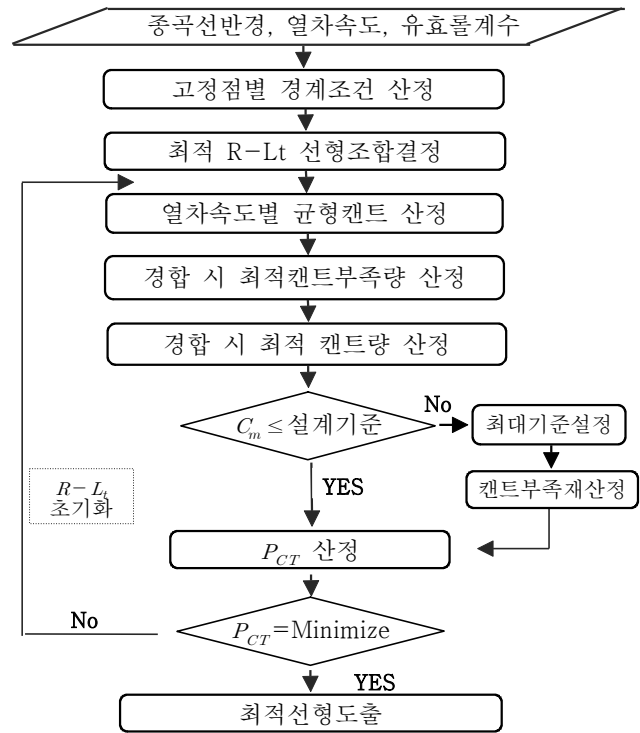 종곡선반경, 열차속도, 유효롤계수
고정점별 경계조건 산정
최적 R-Lt 선형조합결정
열차속도별 균형캔트 산정
경합 시 최적캔트부족량 산정
경합 시 최적 캔트량 산정
C_m ≤설계기준
No
최대기준설정
캔트부족재산정
YES
R-L_t
초기화
P_CT 산정
No
P_CT=Minimize
YES
최적선형도출